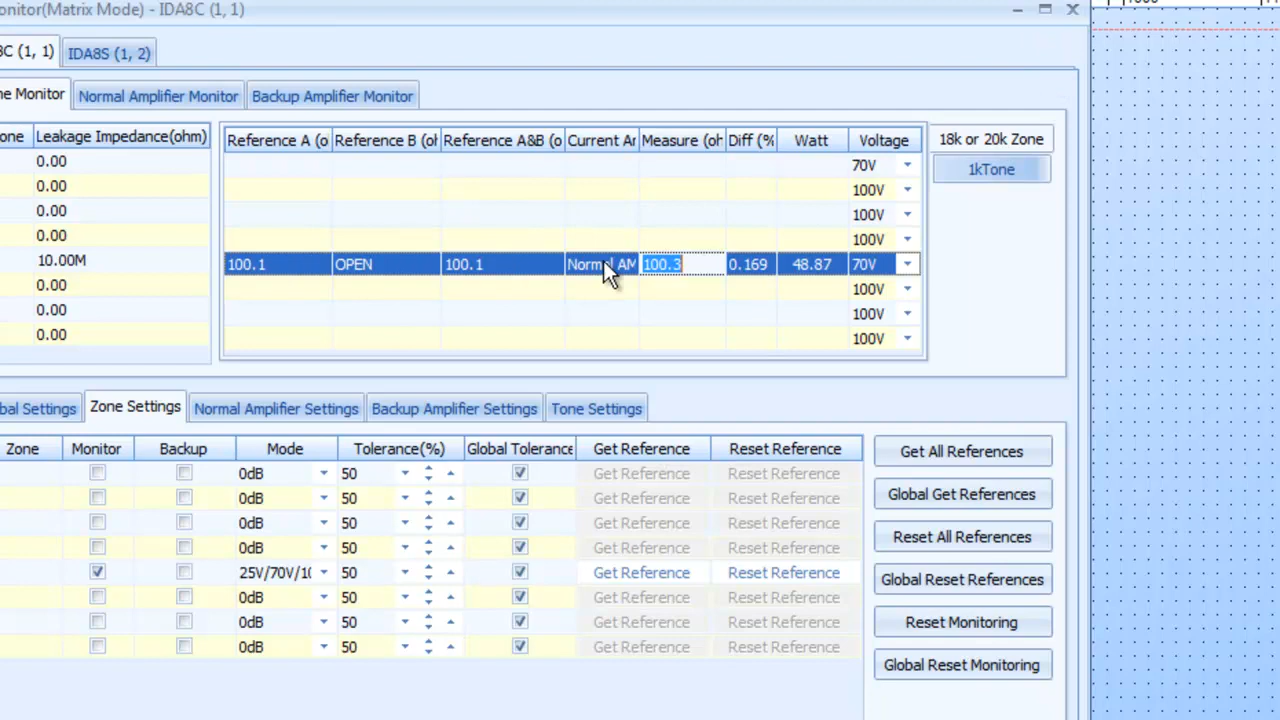 onitor(Matrix Mode) - IDA8C (1, 1)
8C (1, 1) IDA8S (1, 2)
ne Monitor Normal Amplifier Monitor Backup Amplifier Monitor
one Leakage Impedance(ohm) Reference A (o Reference B (oh Reference A&B (o Current Ar Measure (oh Diff (% Watt Voltage 18k or 20k Zone
0.00 70V 1kTone
0.00 100V
0.00 100V
0.00 100V
10.00M 100.1 OPEN 100.1 Normal AM 100.3 0.169 48.87 70V
0.00 100V
0.00 100V
0.00 100V
bal Settings Zone Settings Normal Amplifier Settings Backup Amplifier Settings Tone Settings
Zone Monitor Backup Mode Tolerance(%) Global Tolerance Get Reference Reset Reference Get All References
0dB 50 Get Reference Reset Reference
0dB 50 Get Reference Reset Reference Global Get References
0dB 50 Get Reference Reset Reference
0dB 50 Get Reference Reset Reference Reset All References
25V/70V/10 50 Get Reference Reset Reference Global Reset References
0dB 50 Get Reference Reset Reference
0dB 50 Get Reference Reset Reference Reset Monitoring
0dB 50 Get Reference Reset Reference
Global Reset Monitoring